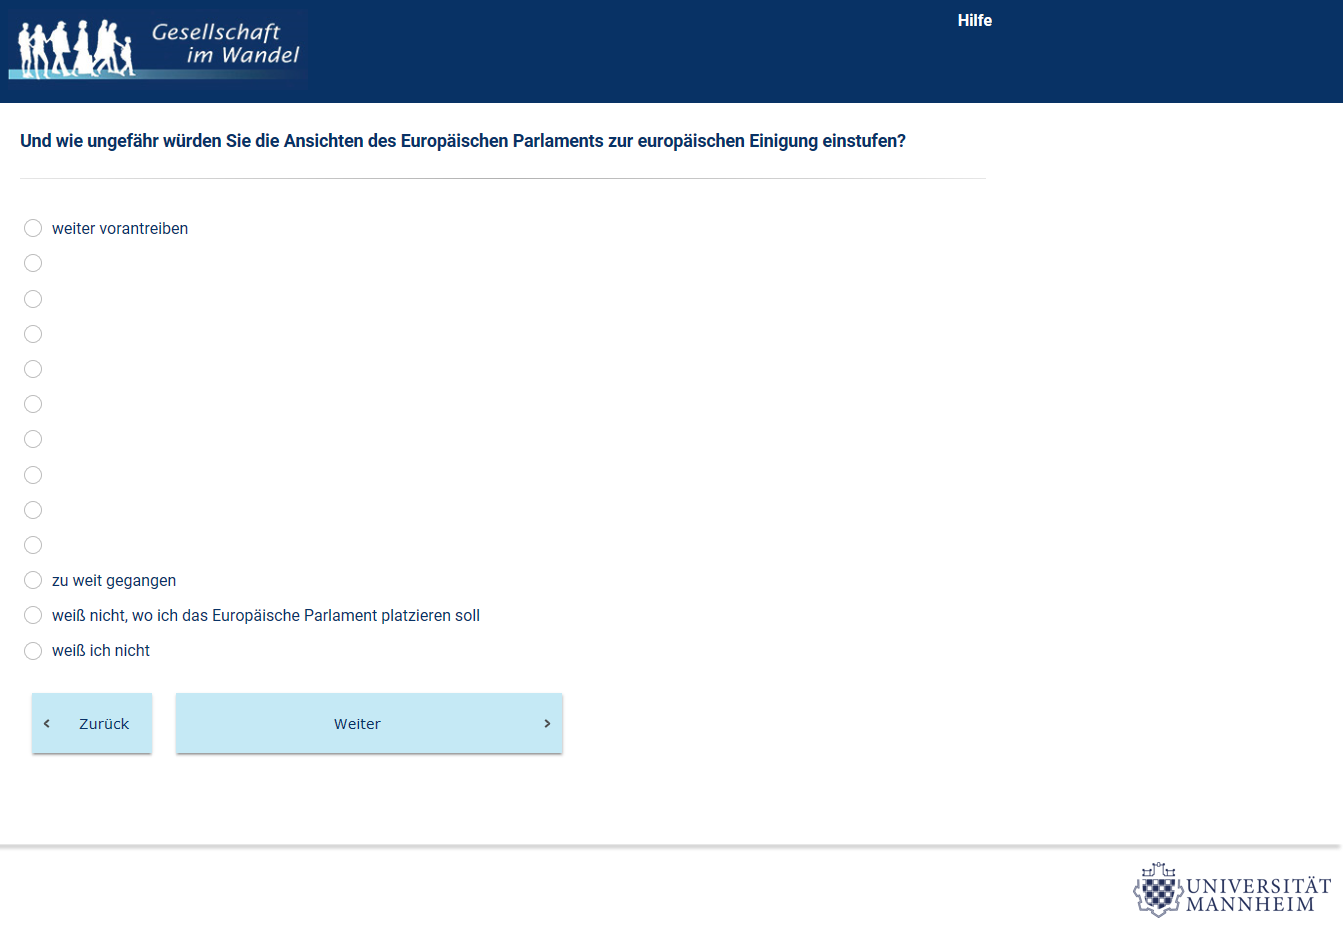 Gesellschaft
im Wandel
Hilfe
Und wie ungefähr würden Sie die Ansichten des Europäischen Parlaments zur europäischen Einigung einstufen?
weiter vorantreiben
zu weit gegangen
weiß nicht, wo ich das Europäische Parlament platzieren soll
weiß ich nicht
Zurück
Weiter
UNIVERSITÄT
MANNHEIM